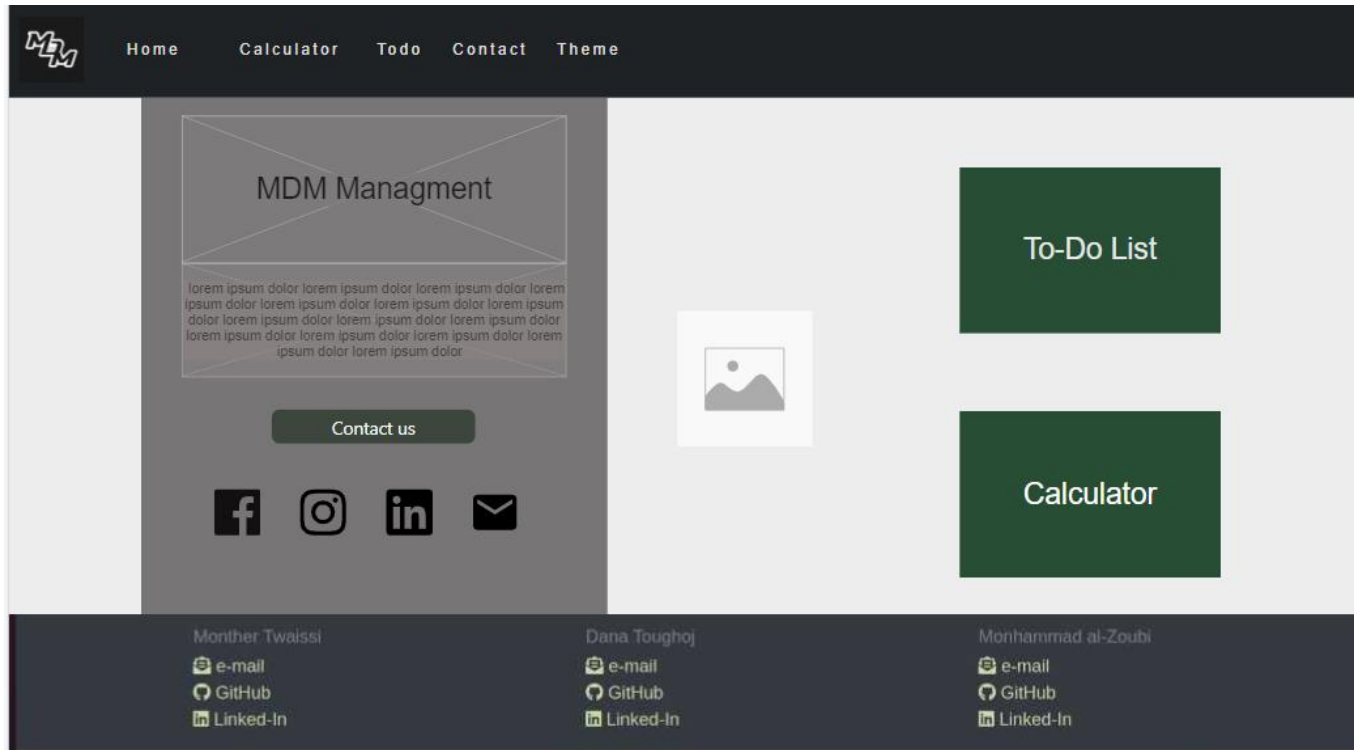 MDM
Home Calculator Todo Contact Theme
MDM Managment
lorem ipsum dolor lorem ipsum dolor lorem ipsum dolor lorem
ipsum dolor lorem ipsum dolor lorem ipsum dolor lorem ipsum
dolor lorem ipsum dolor lorem ipsum dolor lorem ipsum dolor
lorem ipsum dolor lorem ipsum dolor lorem ipsum dolor lorem
ipsum dolor lorem ipsum dolor
Contact us
To-Do List
Calculator
Monther Twaissi
e-mail
GitHub
Linked-In
Dana Toughoj
e-mail
GitHub
Linked-In
Monhammad al-Zoubi
e-mail
GitHub
Linked-In